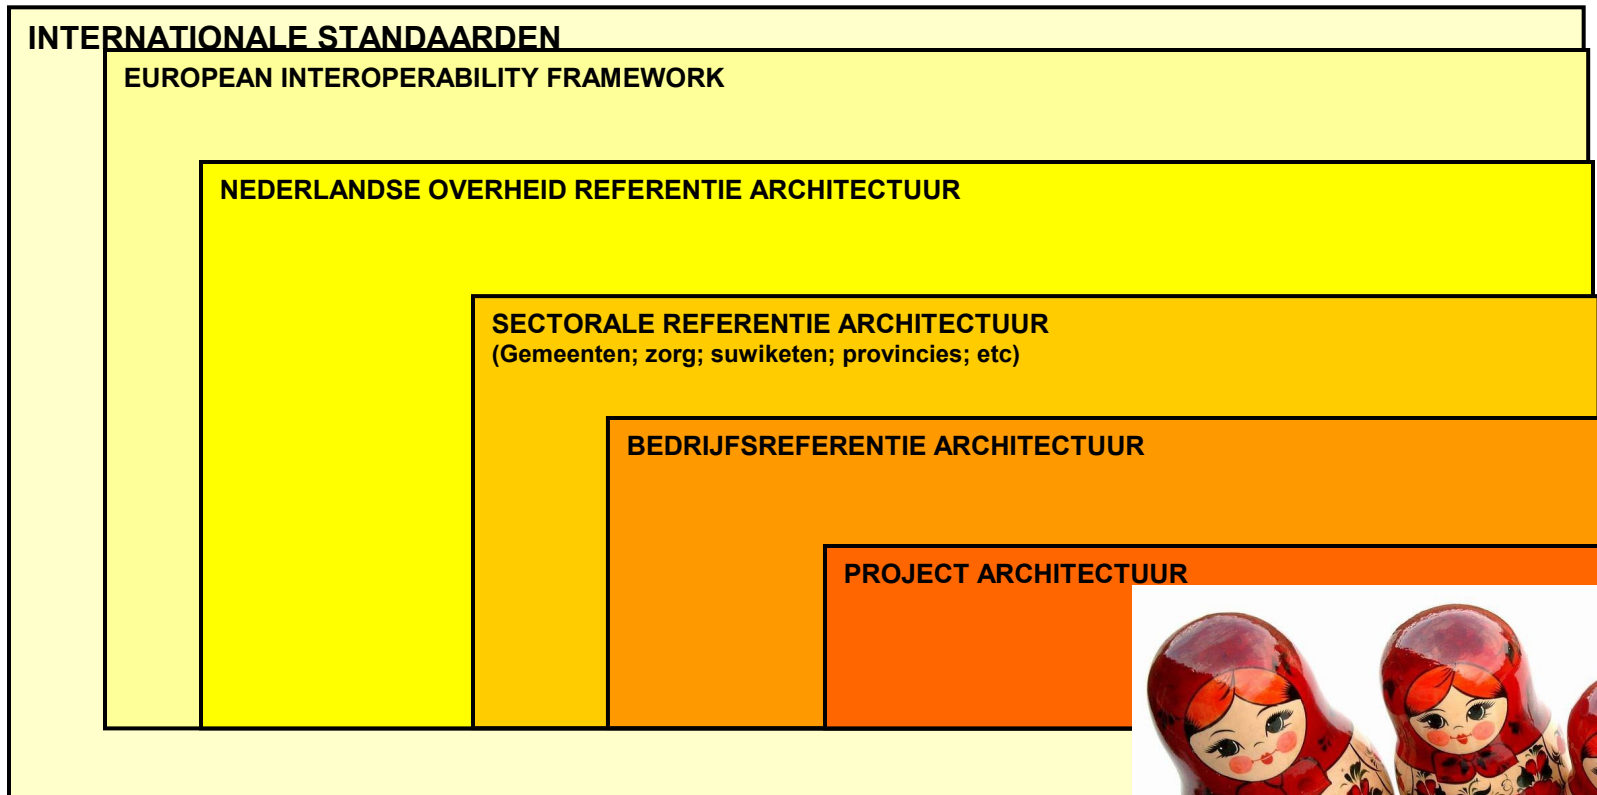 INTERNATIONALE STANDAARDEN
EUROPEAN INTEROPERABILITY FRAMEWORK
NEDERLANDSE OVERHEID REFERENTIE ARCHITECTUUR
SECTORALE REFERENTIE ARCHITECTUUR
(Gemeenten; zorg; suwiketen; provincies; etc)
BEDRIJFSREFERENTIE ARCHITECTUUR
PROJECT ARCHITECTUUR